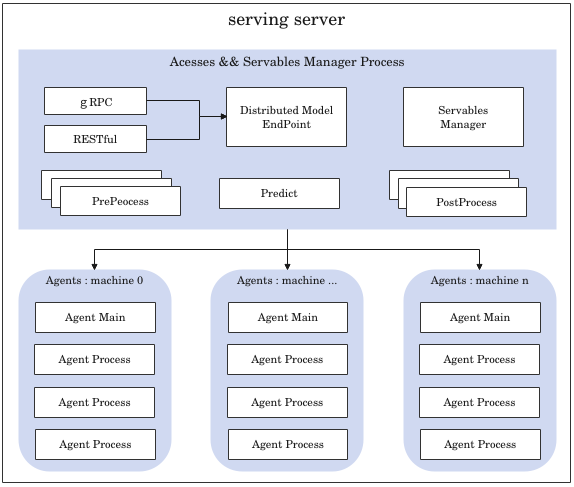 serving server
Acesses && Servables Manager Process
gRPC
RESTful
Distributed Model
EndPoint
Servables
Manager
PrePeocess
Predict
PostProcess
Agents : machine 0
Agent Main
Agent Process
Agent Process
Agent Process
Agents : machine ...
Agent Main
Agent Process
Agent Process
Agent Process
Agents : machine n
Agent Main
Agent Process
Agent Process
Agent Process